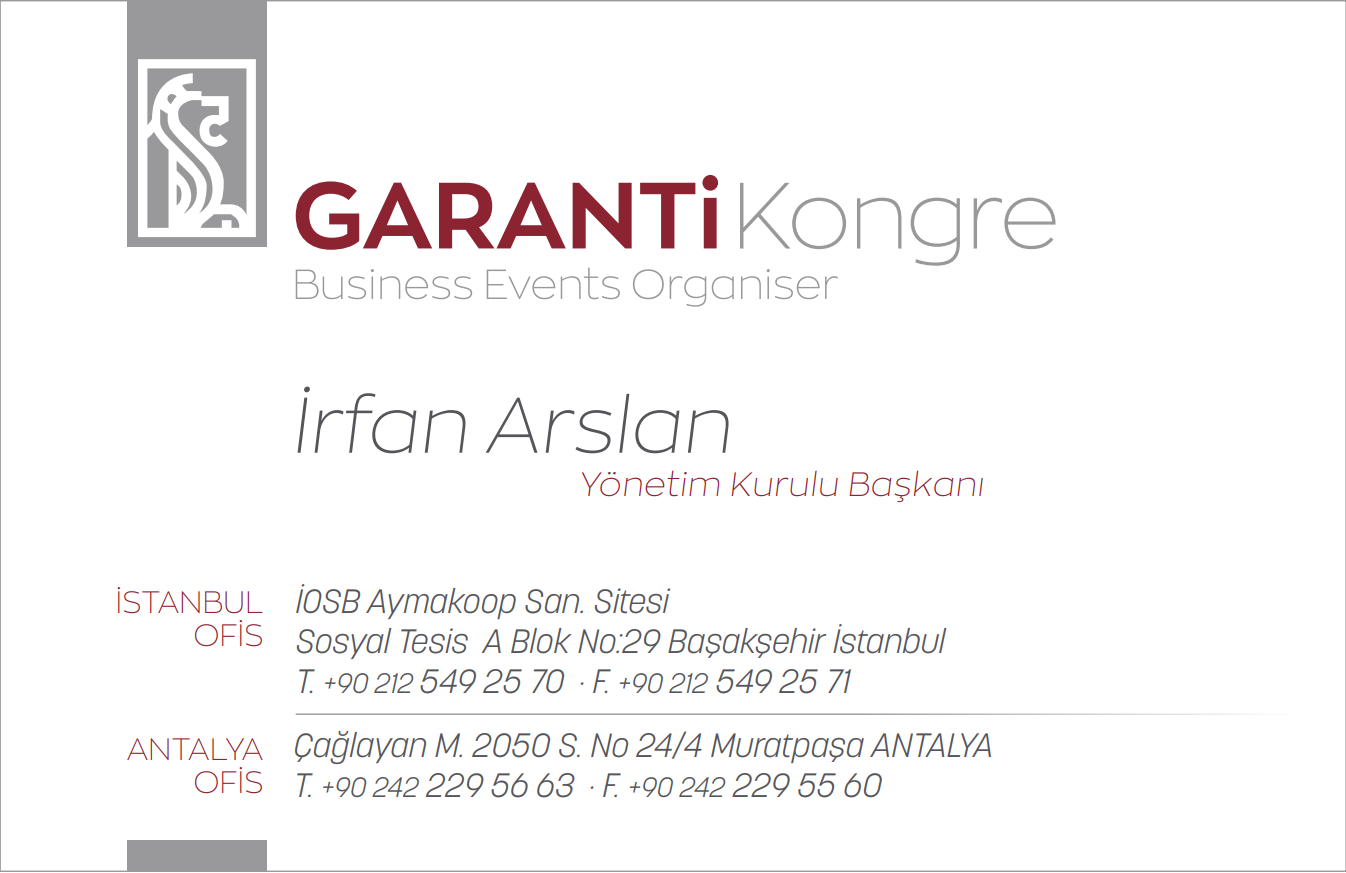 GARANTi Kongre
Business Events Organiser
İrfan Arslan
Yönetim Kurulu Başkanı
İSTANBUL OFİS
İOSB Aymakoop San. Sitesi
Sosyal Tesis A Blok No:29 Başakşehir İstanbul
T. +90 212 549 25 70 · F. +90 212 549 25 71
ANTALYA OFİS
Çağlayan M. 2050 S. No 24/4 Muratpaşa ANTALYA
T. +90 242 229 56 63 · F. +90 242 229 55 60